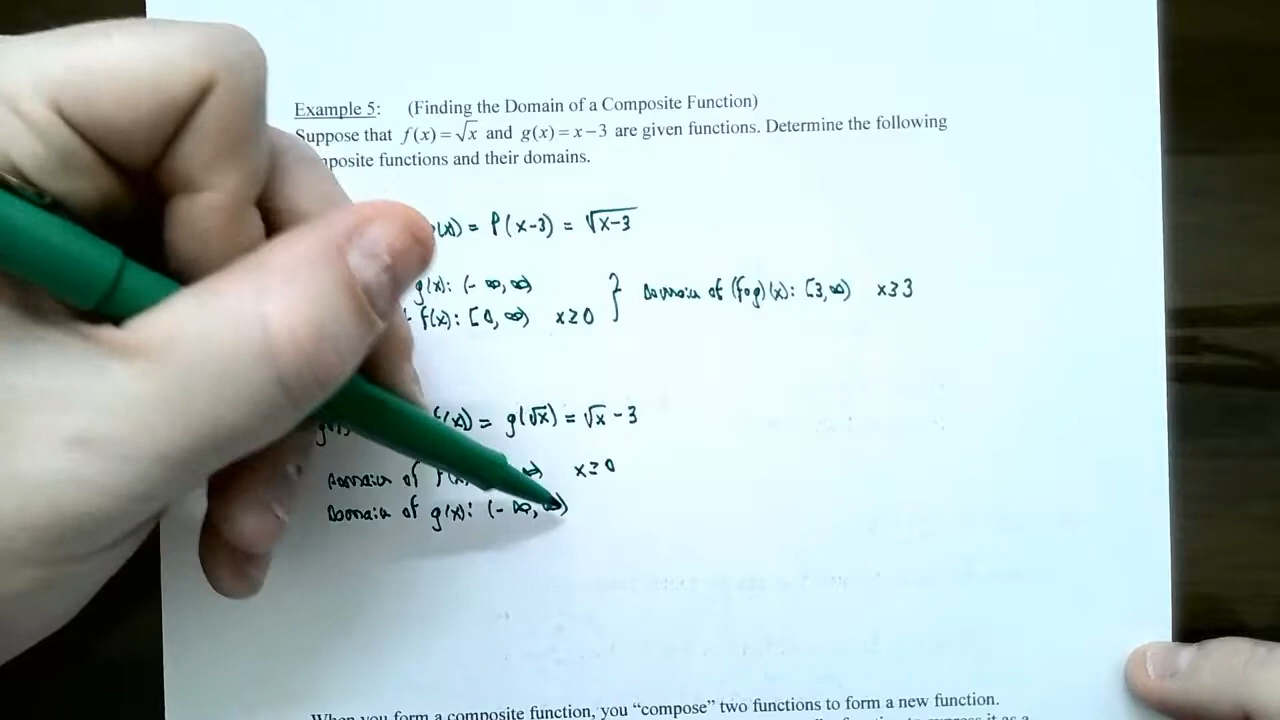 Example 5: (Finding the Domain of a Composite Function)
Suppose that f(x) = √x and g(x) = x − 3 are given functions. Determine the following
posite functions and their domains.
(x)) = f(x-3) = √x-3
g(x): (-∞, ∞)
f(x): [0, ∞) x≥0 } Domain of (fog)(x): [3, ∞) x≥3
f(x)) = g(√x) = √x - 3
Domain of x≥0
Domain of g(x): (-∞, ∞)
When you form a composite function, you “compose” two functions to form a new function.